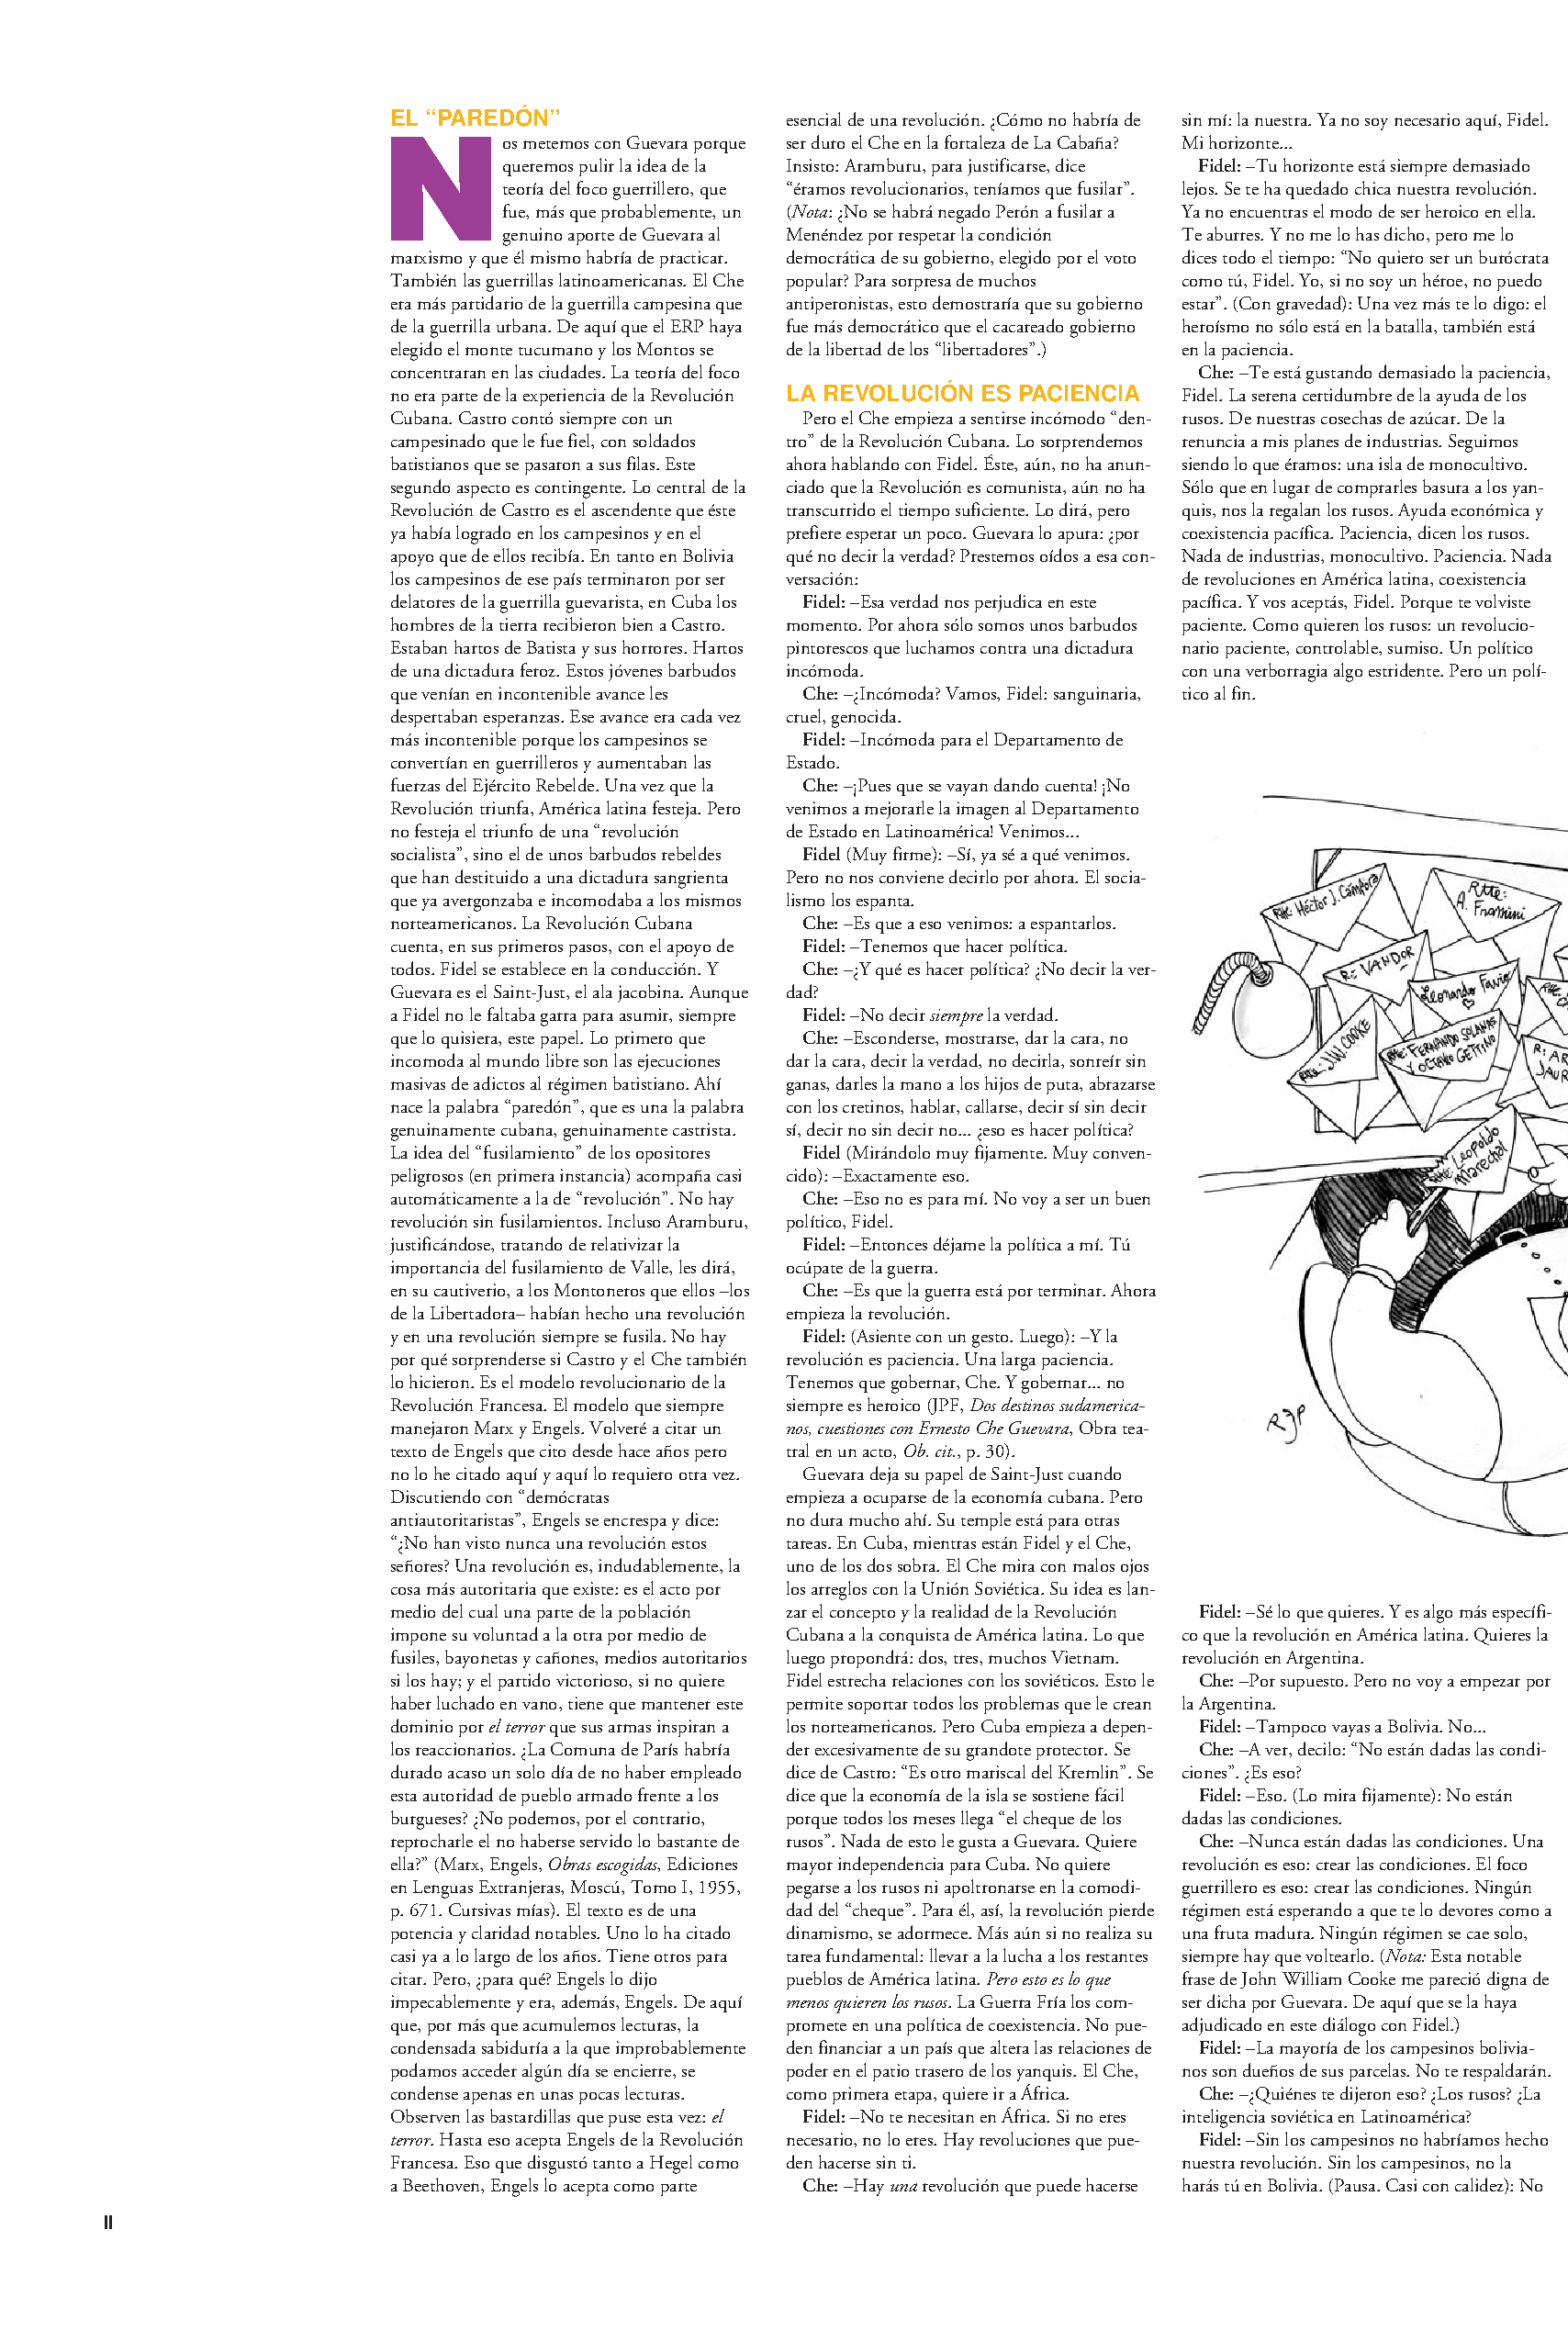 EL “PAREDÓN”
Nos metemos con Guevara porque
queremos pulir la idea de la
teoría del foco guerrillero, que
fue, más que probablemente, un
genuino aporte de Guevara al
marxismo y que él mismo habría de practicar.
También las guerrillas latinoamericanas. El Che
era más partidario de la guerrilla campesina que
de la guerrilla urbana. De aquí que el ERP haya
elegido el monte tucumano y los Montos se
concentraran en las ciudades. La teoría del foco
no era parte de la experiencia de la Revolución
Cubana. Castro contó siempre con un
campesinado que le fue fiel, con soldados
batistianos que se pasaron a sus filas. Este
segundo aspecto es contingente. Lo central de la
Revolución de Castro es el ascendente que éste
ya había logrado en los campesinos y en el
apoyo que de ellos recibía. En tanto en Bolivia
los campesinos de ese país terminaron por ser
delatores de la guerrilla guevarista, en Cuba los
hombres de la tierra recibieron bien a Castro.
Estaban hartos de Batista y sus horrores. Hartos
de una dictadura feroz. Estos jóvenes barbudos
que venían en incontenible avance les
despertaban esperanzas. Ese avance era cada vez
más incontenible porque los campesinos se
convertían en guerrilleros y aumentaban las
fuerzas del Ejército Rebelde. Una vez que la
Revolución triunfa, América latina festeja. Pero
no festeja el triunfo de una “revolución
socialista”, sino el de unos barbudos rebeldes
que han destituido a una dictadura sangrienta
que ya avergonzaba e incomodaba a los mismos
norteamericanos. La Revolución Cubana
cuenta, en sus primeros pasos, con el apoyo de
todos. Fidel se establece en la conducción. Y
Guevara es el Saint-Just, el ala jacobina. Aunque
a Fidel no le faltaba garra para asumir, siempre
que lo quisiera, este papel. Lo primero que
incomoda al mundo libre son las ejecuciones
masivas de adictos al régimen batistiano. Ahí
nace la palabra “paredón”, que es una la palabra
genuinamente cubana, genuinamente castrista.
La idea del “fusilamiento” de los opositores
peligrosos (en primera instancia) acompaña casi
automáticamente a la de “revolución”. No hay
revolución sin fusilamientos. Incluso Aramburu,
justificándose, tratando de relativizar la
importancia del fusilamiento de Valle, les dirá,
en su cautiverio, a los Montoneros que ellos –los
de la Libertadora– habían hecho una revolución
y en una revolución siempre se fusila. No hay
por qué sorprenderse si Castro y el Che también
lo hicieron. Es el modelo revolucionario de la
Revolución Francesa. El modelo que siempre
manejaron Marx y Engels. Volveré a citar un
texto de Engels que cito desde hace años pero
no lo he citado aquí y aquí lo requiero otra vez.
Discutiendo con “demócratas
antiautoritaristas”, Engels se encrespa y dice:
“¿No han visto nunca una revolución estos
señores? Una revolución es, indudablemente, la
cosa más autoritaria que existe: es el acto por
medio del cual una parte de la población
impone su voluntad a la otra por medio de
fusiles, bayonetas y cañones, medios autoritarios
si los hay; y el partido victorioso, si no quiere
haber luchado en vano, tiene que mantener este
dominio por el terror que sus armas inspiran a
los reaccionarios. ¿La Comuna de París habría
durado acaso un solo día de no haber empleado
esta autoridad de pueblo armado frente a los
burgueses? ¿No podemos, por el contrario,
reprocharle el no haberse servido lo bastante de
ella?” (Marx, Engels, Obras escogidas, Ediciones
en Lenguas Extranjeras, Moscú, Tomo I, 1955,
p. 671. Cursivas mías). El texto es de una
potencia y claridad notables. Uno lo ha citado
casi ya a lo largo de los años. Tiene otros para
citar. Pero, ¿para qué? Engels lo dijo
impecablemente y era, además, Engels. De aquí
que, por más que acumulemos lecturas, la
condensada sabiduría a la que improbablemente
podamos acceder algún día se encierre, se
condense apenas en unas pocas lecturas.
Observen las bastardillas que puse esta vez: el
terror. Hasta eso acepta Engels de la Revolución
Francesa. Eso que disgustó tanto a Hegel como
a Beethoven, Engels lo acepta como parte
esencial de una revolución. ¿Cómo no habría de
ser duro el Che en la fortaleza de La Cabaña?
Insisto: Aramburu, para justificarse, dice
“éramos revolucionarios, teníamos que fusilar”.
(Nota: ¿No se habrá negado Perón a fusilar a
Menéndez por respetar la condición
democrática de su gobierno, elegido por el voto
popular? Para sorpresa de muchos
antiperonistas, esto demostraría que su gobierno
fue más democrático que el cacareado gobierno
de la libertad de los “libertadores”.)
LA REVOLUCIÓN ES PACIENCIA
Pero el Che empieza a sentirse incómodo “den-
tro” de la Revolución Cubana. Lo sorprendemos
ahora hablando con Fidel. Éste, aún, no ha anun-
ciado que la Revolución es comunista, aún no ha
transcurrido el tiempo suficiente. Lo dirá, pero
prefiere esperar un poco. Guevara lo apura: ¿por
qué no decir la verdad? Prestemos oídos a esa con-
versación:
Fidel: –Esa verdad nos perjudica en este
momento. Por ahora sólo somos unos barbudos
pintorescos que luchamos contra una dictadura
incómoda.
Che: –¿Incómoda? Vamos, Fidel: sanguinaria,
cruel, genocida.
Fidel: –Incómoda para el Departamento de
Estado.
Che: –¡Pues que se vayan dando cuenta! ¡No
venimos a mejorarle la imagen al Departamento
de Estado en Latinoamérica! Venimos...
Fidel (Muy firme): –Sí, ya sé a qué venimos.
Pero no nos conviene decirlo por ahora. El socia-
lismo los espanta.
Che: –Es que a eso venimos: a espantarlos.
Fidel: –Tenemos que hacer política.
Che: –¿Y qué es hacer política? ¿No decir la ver-
dad?
Fidel: –No decir siempre la verdad.
Che: –Esconderse, mostrarse, dar la cara, no
dar la cara, decir la verdad, no decirla, sonreír sin
ganas, darles la mano a los hijos de puta, abrazarse
con los cretinos, hablar, callarse, decir sí sin decir
sí, decir no sin decir no... ¿eso es hacer política?
Fidel (Mirándolo muy fijamente. Muy conven-
cido): –Exactamente eso.
Che: –Eso no es para mí. No voy a ser un buen
político, Fidel.
Fidel: –Entonces déjame la política a mí. Tú
ocúpate de la guerra.
Che: –Es que la guerra está por terminar. Ahora
empieza la revolución.
Fidel: (Asiente con un gesto. Luego): –Y la
revolución es paciencia. Una larga paciencia.
Tenemos que gobernar, Che. Y gobernar... no
siempre es heroico (JPF, Dos destinos sudamerica-
nos, cuestiones con Ernesto Che Guevara, Obra tea-
tral en un acto, Ob. cit., p. 30).
Guevara deja su papel de Saint-Just cuando
empieza a ocuparse de la economía cubana. Pero
no dura mucho ahí. Su temple está para otras
tareas. En Cuba, mientras están Fidel y el Che,
uno de los dos sobra. El Che mira con malos ojos
los arreglos con la Unión Soviética. Su idea es lan-
zar el concepto y la realidad de la Revolución
Cubana a la conquista de América latina. Lo que
luego propondrá: dos, tres, muchos Vietnam.
Fidel estrecha relaciones con los soviéticos. Esto le
permite soportar todos los problemas que le crean
los norteamericanos. Pero Cuba empieza a depen-
der excesivamente de su grandote protector. Se
dice de Castro: “Es otro mariscal del Kremlin”. Se
dice que la economía de la isla se sostiene fácil
porque todos los meses llega “el cheque de los
rusos”. Nada de esto le gusta a Guevara. Quiere
mayor independencia para Cuba. No quiere
pegarse a los rusos ni apoltronarse en la comodi-
dad del “cheque”. Para él, así, la revolución pierde
dinamismo, se adormece. Más aún si no realiza su
tarea fundamental: llevar a la lucha a los restantes
pueblos de América latina. Pero esto es lo que
menos quieren los rusos. La Guerra Fría los com-
promete en una política de coexistencia. No pue-
den financiar a un país que altera las relaciones de
poder en el patio trasero de los yanquis. El Che,
como primera etapa, quiere ir a África.
Fidel: –No te necesitan en África. Si no eres
necesario, no lo eres. Hay revoluciones que pue-
den hacerse sin ti.
Che: –Hay una revolución que puede hacerse
sin mí: la nuestra. Ya no soy necesario aquí, Fidel.
Mi horizonte...
Fidel: –Tu horizonte está siempre demasiado
lejos. Se te ha quedado chica nuestra revolución.
Ya no encuentras el modo de ser heroico en ella.
Te aburres. Y no me lo has dicho, pero me lo
dices todo el tiempo: “No quiero ser un burócrata
como tú, Fidel. Yo, si no soy un héroe, no puedo
estar”. (Con gravedad): Una vez más te lo digo: el
heroísmo no sólo está en la batalla, también está
en la paciencia.
Che: –Te está gustando demasiado la paciencia,
Fidel. La serena certidumbre de la ayuda de los
rusos. De nuestras cosechas de azúcar. De la
renuncia a mis planes de industrias. Seguimos
siendo lo que éramos: una isla de monocultivo.
Sólo que en lugar de comprarles basura a los yan-
quis, nos la regalan los rusos. Ayuda económica y
coexistencia pacífica. Paciencia, dicen los rusos.
Nada de industrias, monocultivo. Paciencia. Nada
de revoluciones en América latina, coexistencia
pacífica. Y vos aceptás, Fidel. Porque te volviste
paciente. Como quieren los rusos: un revolucio-
nario paciente, controlable, sumiso. Un político
con una verborragia algo estridente. Pero un polí-
tico al fin.
Rtte: Héctor J. Cámpora
Rtte:
A. Framini
R: VANDOR
Leonardo Favio
Rtte: J.W. COOKE
Rtte: FERNANDO SOLANAS
Y OCTAVIO GETTINO
R: AR
JAUR
Rtte: Leopoldo
Marechal
REP
Fidel: –Sé lo que quieres. Y es algo más específi-
co que la revolución en América latina. Quieres la
revolución en Argentina.
Che: –Por supuesto. Pero no voy a empezar por
la Argentina.
Fidel: –Tampoco vayas a Bolivia. No...
Che: –A ver, decilo: “No están dadas las condi-
ciones”. ¿Es eso?
Fidel: –Eso. (Lo mira fijamente): No están
dadas las condiciones.
Che: –Nunca están dadas las condiciones. Una
revolución es eso: crear las condiciones. El foco
guerrillero es eso: crear las condiciones. Ningún
régimen está esperando a que te lo devores como a
una fruta madura. Ningún régimen se cae solo,
siempre hay que voltearlo. (Nota: Esta notable
frase de John William Cooke me pareció digna de
ser dicha por Guevara. De aquí que se la haya
adjudicado en este diálogo con Fidel.)
Fidel: –La mayoría de los campesinos bolivia-
nos son dueños de sus parcelas. No te respaldarán.
Che: –¿Quiénes te dijeron eso? ¿Los rusos? ¿La
inteligencia soviética en Latinoamérica?
Fidel: –Sin los campesinos no habríamos hecho
nuestra revolución. Sin los campesinos, no la
harás tú en Bolivia. (Pausa. Casi con calidez): No
II